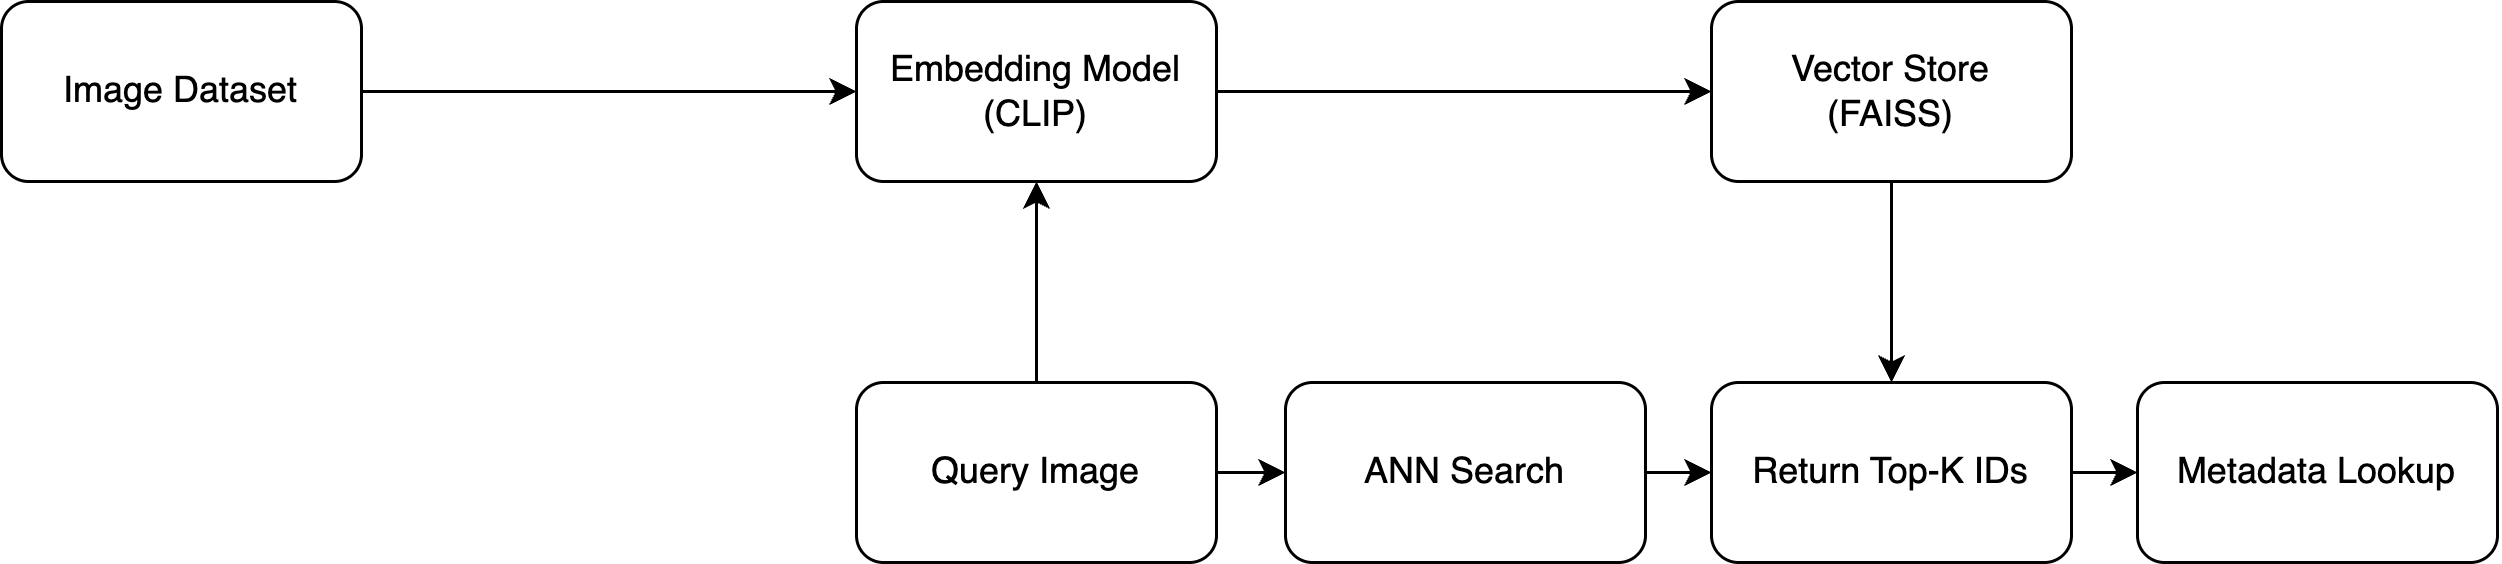 Image Dataset
Embedding Model
(CLIP)
Vector Store
(FAISS)
Query Image
ANN Search
Return Top-K IDs
Metadata Lookup